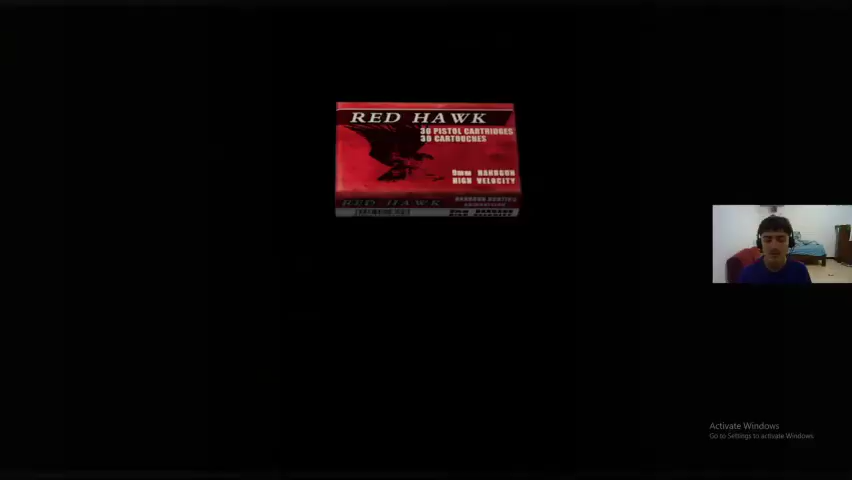 RED HAWK
30 PISTOL CARTRIDGES
30 CARTOUCHES
9mm HANDGUN
HIGH VELOCITY
RED HAWK
Activate Windows
Go to Settings to activate Windows